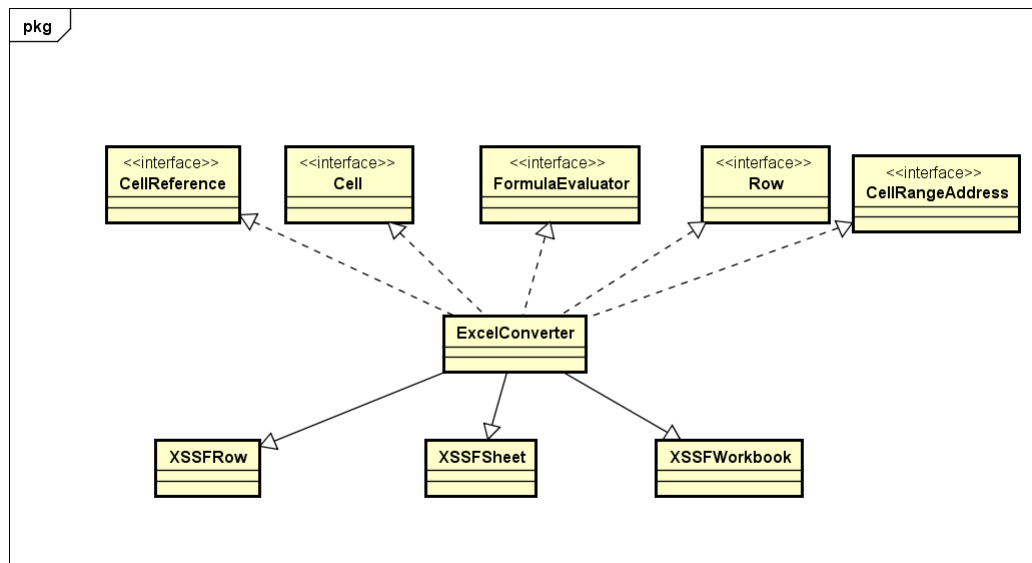 pkg
<<interface>>
CellReference
<<interface>>
Cell
<<interface>>
FormulaEvaluator
<<interface>>
Row
<<interface>>
CellRangeAddress
ExcelConverter
XSSFRow
XSSFSheet
XSSFWorkbook